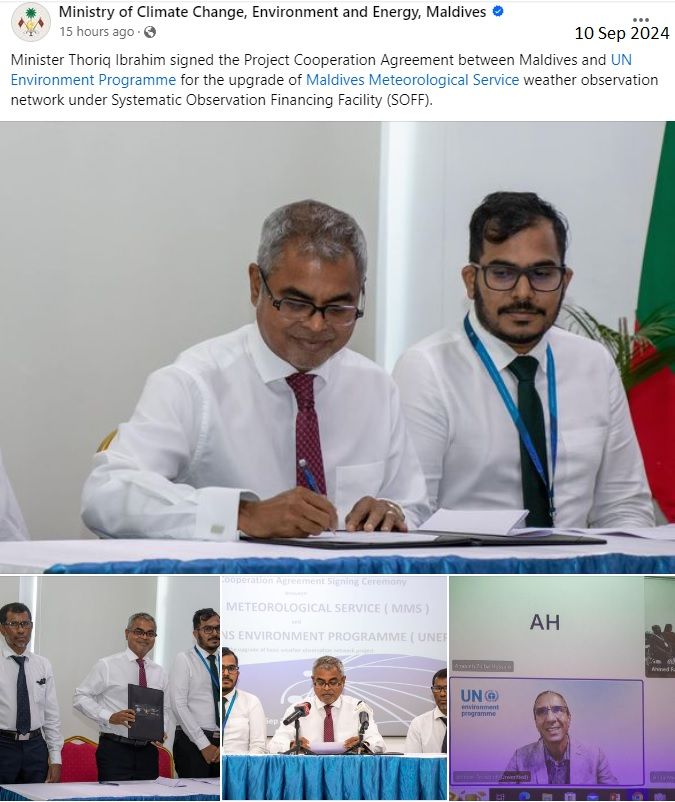 Ministry of Climate Change, Environment and Energy, Maldives
15 hours ago ·
10 Sep 2024
Minister Thoriq Ibrahim signed the Project Cooperation Agreement between Maldives and UN
Environment Programme for the upgrade of Maldives Meteorological Service weather observation
network under Systematic Observation Financing Facility (SOFF).
Cooperation Agreement Signing Ceremony
METEOROLOGICAL SERVICE ( MMS )
and
NS ENVIRONMENT PROGRAMME ( UNEP
AH
UN
environment
programme